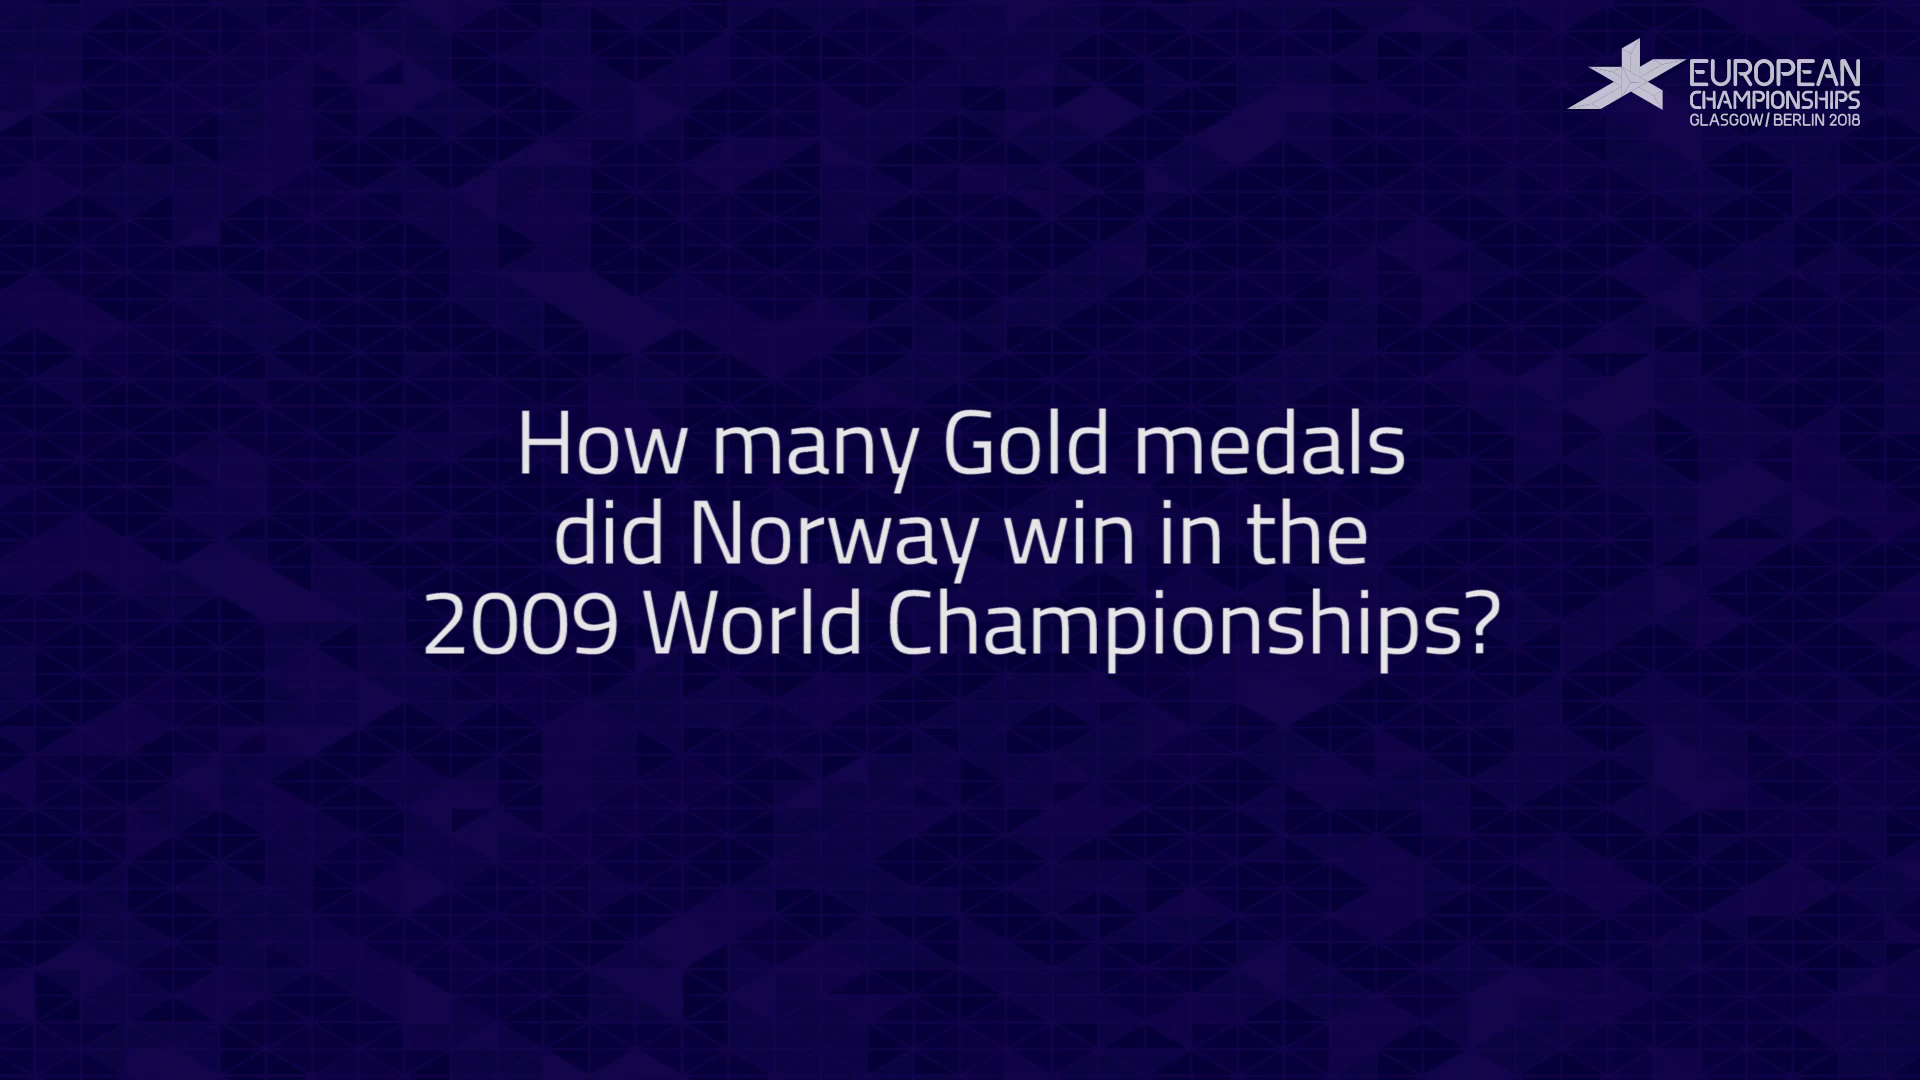 EUROPEAN
CHAMPIONSHIPS
GLASGOW/BERLIN 2018
How many Gold medals
did Norway win in the
2009 World Championships?